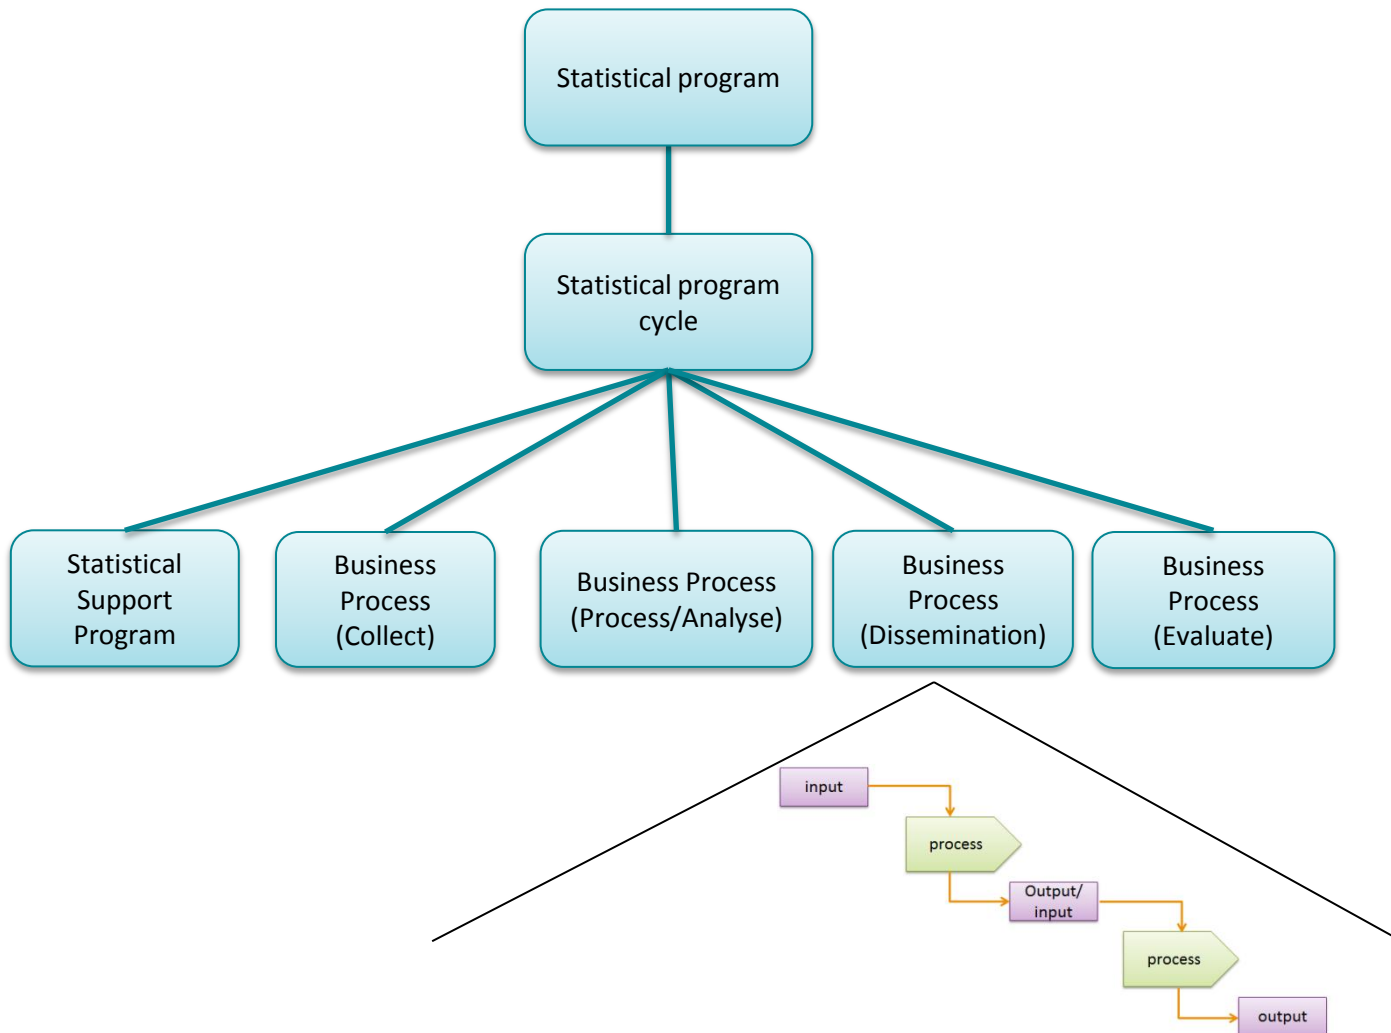 Statistical program
Statistical program
cycle
Statistical
Support
Program
Business
Process
(Collect)
Business Process
(Process/Analyse)
Business
Process
(Dissemination)
Business
Process
(Evaluate)
input
process
Output/
input
process
output